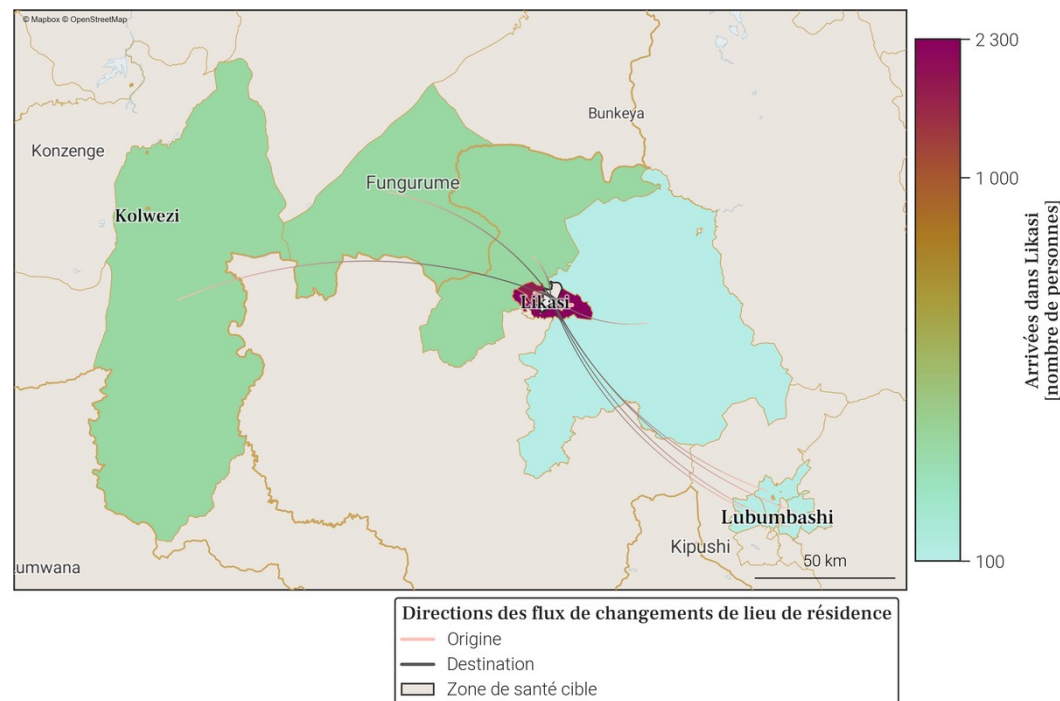 © Mapbox © OpenStreetMap
Bunkeya
Konzenge
Fungurume
Kolwezi
Likasi
Lubumbashi
Kipushi
umwana
50 km
2 300
1 000
100
Arrivées dans Likasi
[nombre de personnes]
Directions des flux de changements de lieu de résidence
Origine
Destination
Zone de santé cible